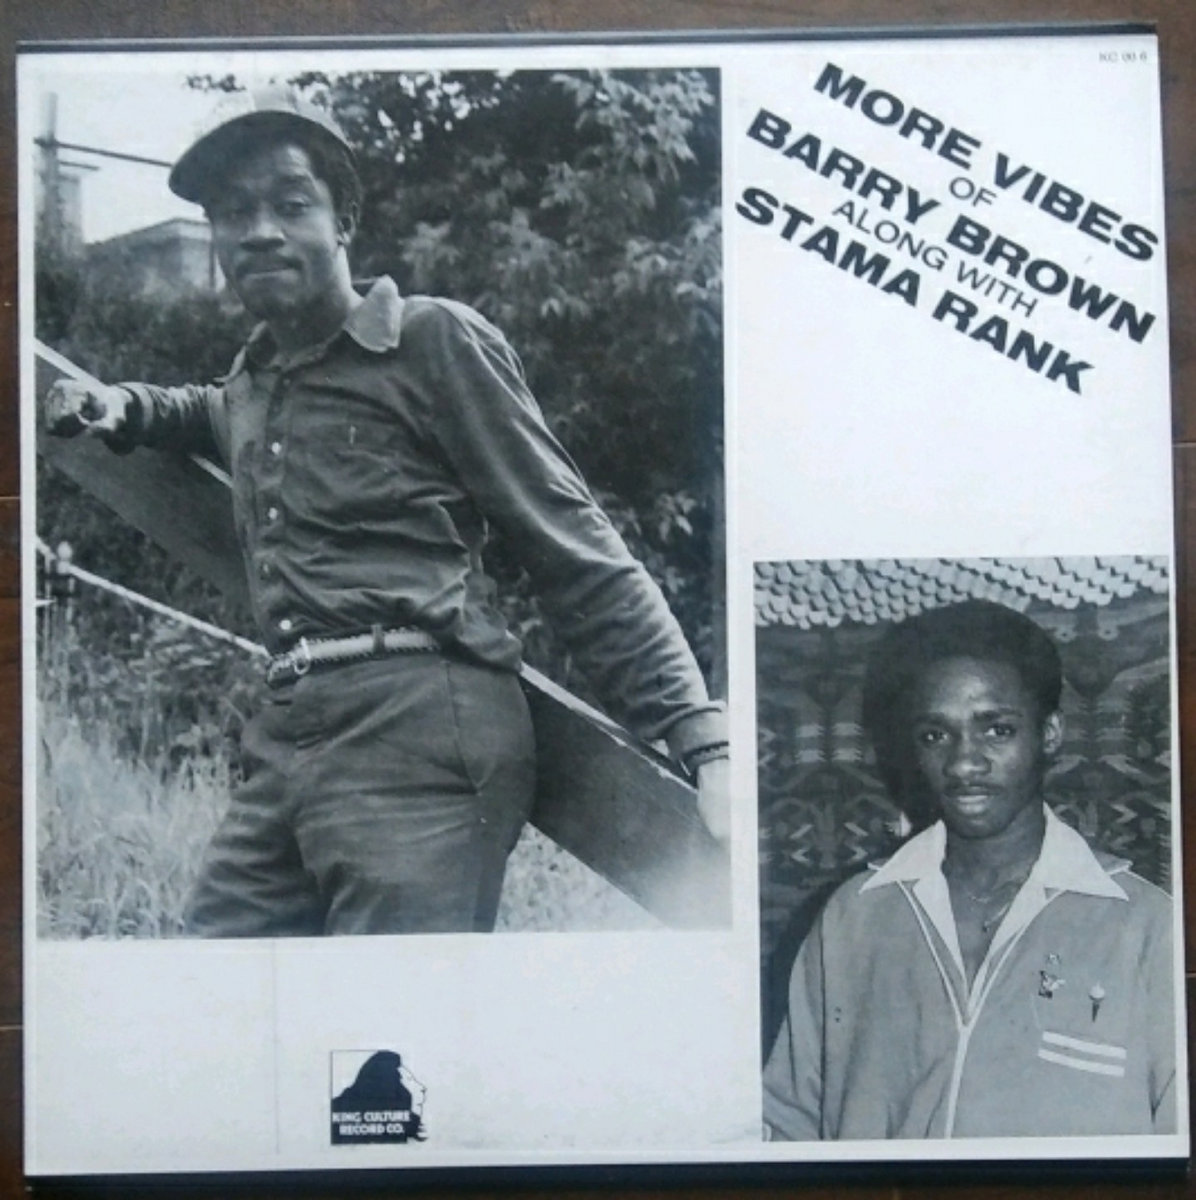 KC 00 6
MORE VIBES
OF
BARRY BROWN
ALONG WITH
STAMA RANK
KING CULTURE
RECORD CO.